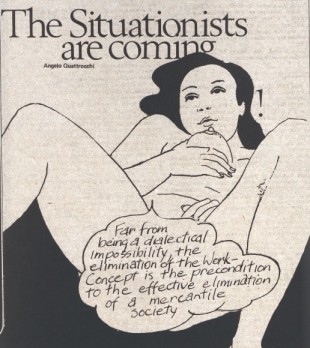 The Situationists
are coming
Angelo Quattrocchi
!
Far from
being a dialectical
impossibility, the
elimination of the Work-
Concept is the precondition
to the effective elimination
of a mercantile
society